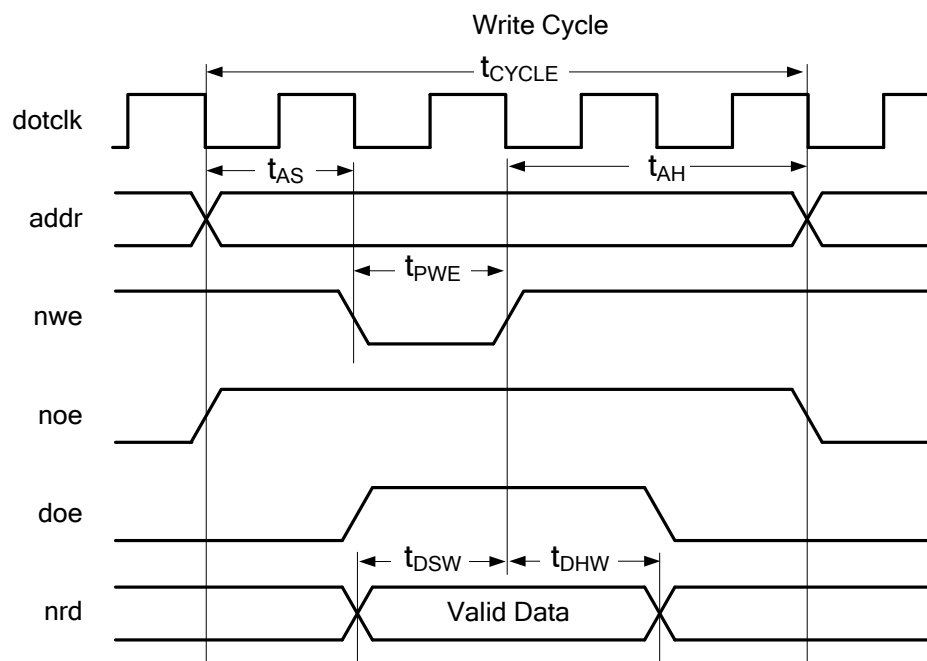 Write Cycle
tCYCLE
dotclk
tAS
tAH
addr
tPWE
nwe
noe
doe
tDSW
tDHW
nrd
Valid Data